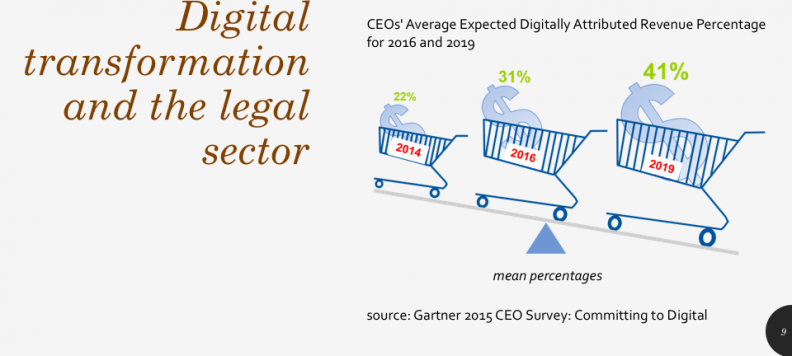 Digital
transformation
and the legal
sector
CEOs' Average Expected Digitally Attributed Revenue Percentage
for 2016 and 2019
22%
31%
41%
2014
2016
2019
mean percentages
source: Gartner 2015 CEO Survey: Committing to Digital
9